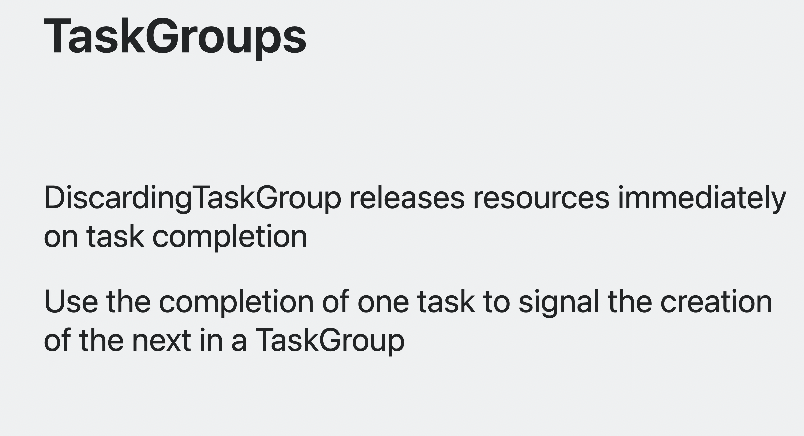 TaskGroups
DiscardingTaskGroup releases resources immediately
on task completion
Use the completion of one task to signal the creation
of the next in a TaskGroup